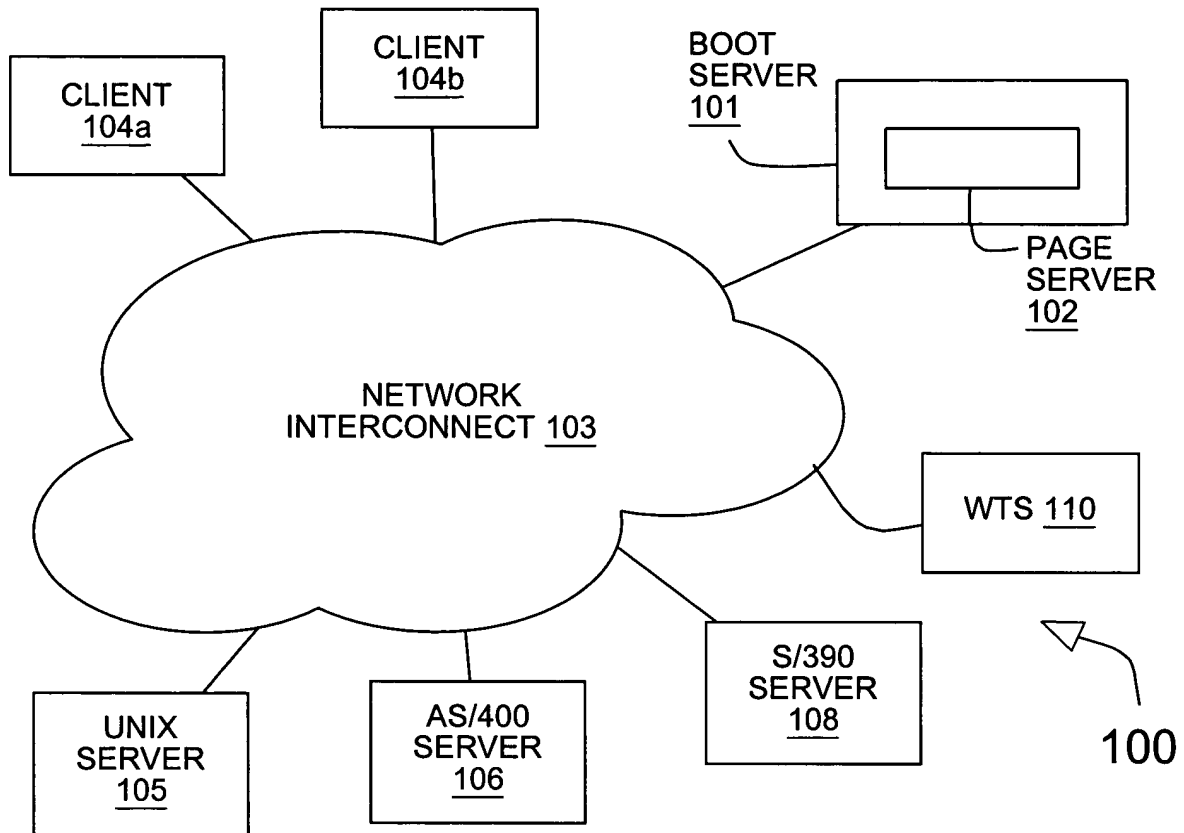 CLIENT
104a
CLIENT
104b
BOOT
SERVER
101
PAGE
SERVER
102
NETWORK
INTERCONNECT 103
WTS 110
UNIX
SERVER
105
AS/400
SERVER
106
S/390
SERVER
108
100